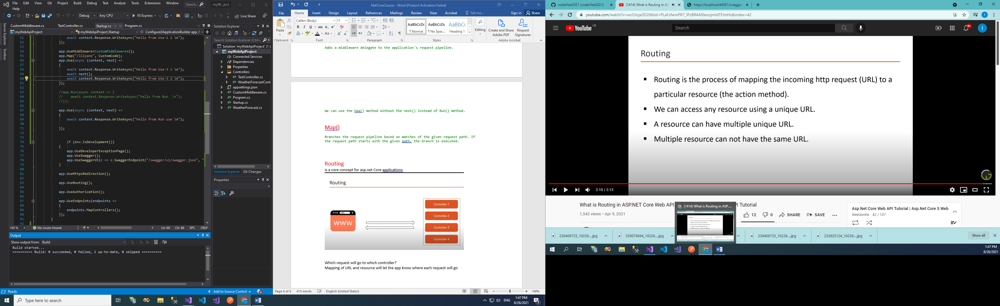 File Edit View Git Project Build Debug Test Analyze Tools Extensions Window Search... myW...ject
Help
Debug Any CPU IIS Express Live Share
Server Explorer
Toolbox
CustomMiddleware.cs TestController.cs Startup.cs Program.cs
myWebApiProject myWebApiProject.Startup Configure(IApplicationBuilder app, I
51 await context.Response.WriteAsync("Hello from Use-1 2 \n");
52 });
53
54 app.UseMiddleware<CustomMiddleware>();
55 app.Map("/lilyane", CustomCode);
56 app.Use(async (context, next) =>
57 {
58 await context.Response.WriteAsync("Hello from Use-3 1 \n");
59 await next();
60 await context.Response.WriteAsync("Hello from Use-3 2 \n");
61 });
62
63 //app.Run(async context => {
64 // await context.Response.WriteAsync("hello from Run \n");
65 //});
66
67 app.Use(async (context, next) =>
68 {
69 await context.Response.WriteAsync("hello from Run use \n");
70
71 });
72
73
74 if (env.IsDevelopment())
75 {
76 app.UseDeveloperExceptionPage();
77 app.UseSwagger();
78 app.UseSwaggerUI(c => c.SwaggerEndpoint("/swagger/v1/swagger.json", "
79 }
80
81 app.UseHttpsRedirection();
82
83 app.UseRouting();
84
85 app.UseAuthorization();
86
87 app.UseEndpoints(endpoints =>
88 {
89 endpoints.MapControllers();
90 });
91 }
92
100 % No issues found Ln: 60 Ch: 68 SPC CRLF
Output
Show output from: Build
Build started...
========== Build: 0 succeeded, 0 failed, 1 up-to-date, 0 skipped ==========
Ready Add to Source Control 4
Solution Explorer
Search Solution Explorer (Ctrl+;
Solution 'myWebApiProject' (1 c
myWebApiProject
Connected Services
Dependencies
Properties
Controllers
TestController.cs
WeatherForecastCont
appsettings.json
CustomMiddleware.cs
Program.cs
Startup.cs
WeatherForecast.cs
Solution Explorer Git Changes
Properties
Type here to search
NetCoreCourse - Word (Product Activation Failed)
File Home Insert Design Layout References Mailings Review View Acrobat Tell me... Sign in Share
Paste
Calibri (Body) 11
B I U abc x₂ x²
Aa
AaBbCcDc AaBbCcDc AaBbCc
¶ Normal ¶ No Spac... Heading 1
Editing
Create and Share Adobe PDF
Request Signatures
Clipboard Font Paragraph Styles Adobe Acrobat
Adds a middleware delegate to the application's request pipeline.
We can use the Use() method without the next() instead of Run() method.
Map()
Branches the request pipeline based on matches of the given request path. If
the request path starts with the given path, the branch is executed.
Routing
is a core concept for asp.net Core applications
Routing
www
WWW
Controller 1
Controller 2
Controller 3
Controller 4
Which request will go to which controller?
Mapping of URL and resource will let the app know where each request will go
Page 6 of 6 415 words English (United States) 100%
ENG 1:47 PM
8/26/2021 3
coderNet2021 (coderNet2021) (1414) What is Routing in AS https://localhost:44381/swagger
youtube.com/watch?v=wcOJoja3D2I&list=PLaFzfwmPR7_lPzBR4AI0eoojmIdTFJmHs&index=42
YouTube LB Search 9+ I
Routing
Routing is the process of mapping the incoming http request (URL) to a
particular resource (the action method).
We can access any resource using a unique URL.
A resource can have multiple unique URL.
Multiple resource can not have the same URL.
2:10 / 2:13
What is Routing in ASP.NET Core Web API PI Tutorial
1,543 views • Apr 9, 2021
12 0 SHARE SAVE
(1414) What is Routing in ASP....
Routing
Asp.Net Core Web API Tutorial | Asp.Net Core 5 Web
WebGentle - 42 / 107
239406725_10226....jpg 230074564_10226....jpg 239406725_10226....jpg 232625124_10226....jpg Show all
1:47 PM
8/26/2021